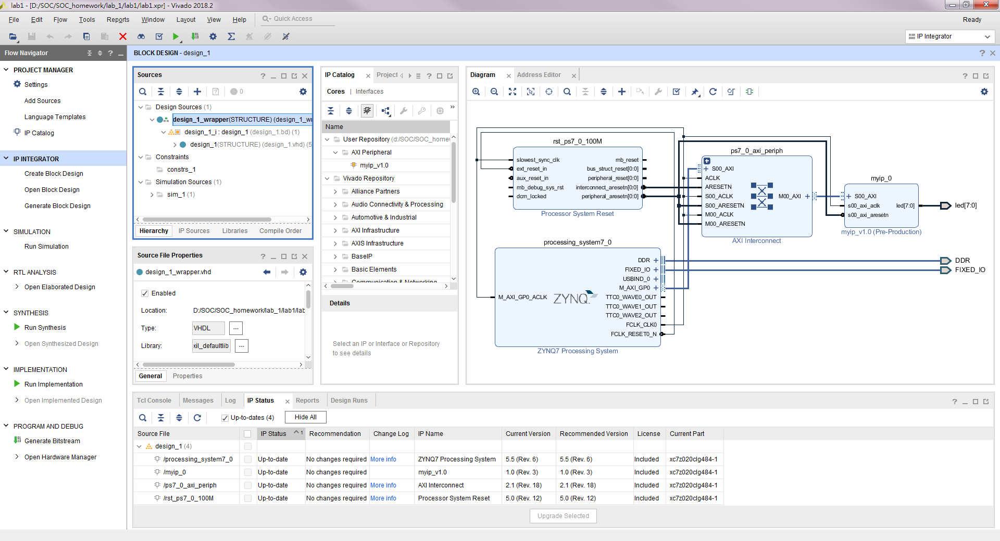 lab1 - [D:/SOC/SOC_homework/lab_1/lab1/lab1.xpr] - Vivado 2018.2
File Edit Flow Tools Reports Window Layout View Help Quick Access Ready
IP Integrator
Flow Navigator
BLOCK DESIGN - design_1
PROJECT MANAGER
Settings
Add Sources
Language Templates
IP Catalog
IP INTEGRATOR
Create Block Design
Open Block Design
Generate Block Design
SIMULATION
Run Simulation
RTL ANALYSIS
Open Elaborated Design
SYNTHESIS
Run Synthesis
Open Synthesized Design
IMPLEMENTATION
Run Implementation
Open Implemented Design
PROGRAM AND DEBUG
Generate Bitstream
Open Hardware Manager
Sources
0
Design Sources (1)
design_1_wrapper(STRUCTURE) (design_1_wr
design_1_i : design_1 (design_1.bd) (1)
design_1(STRUCTURE) (design_1.vhd) (5
Constraints
constrs_1
Simulation Sources (1)
sim_1 (1)
Hierarchy IP Sources Libraries Compile Order
Source File Properties
design_1_wrapper.vhd
Enabled
Location: D:/SOC/SOC_homework/lab_1/lab1/lab
Type: VHDL ...
Library: xil_defaultlib ...
General Properties
IP Catalog Project
Cores | Interfaces
Name
User Repository (d:/SOC/SOC_home
AXI Peripheral
myip_v1.0
Vivado Repository
Alliance Partners
Audio Connectivity & Processing
Automotive & Industrial
AXI Infrastructure
AXIS Infrastructure
BaseIP
Basic Elements
Communication & Networking
Details
Select an IP or Interface or Repository
to see details
Diagram Address Editor
rst_ps7_0_100M
slowest_sync_clk mb_reset
ext_reset_in bus_struct_reset[0:0]
aux_reset_in peripheral_reset[0:0]
mb_debug_sys_rst interconnect_aresetn[0:0]
dcm_locked peripheral_aresetn[0:0]
Processor System Reset
ps7_0_axi_periph
S00_AXI
ACLK
ARESETN
S00_ACLK M00_AXI
S00_ARESETN
M00_ACLK
M00_ARESETN
AXI Interconnect
myip_0
S00_AXI
s00_axi_aclk led[7:0]
s00_axi_aresetn
myip_v1.0 (Pre-Production)
led[7:0]
processing_system7_0
DDR
FIXED_IO
USBIND_0
M_AXI_GP0
M_AXI_GP0_ACLK ZYNQ TTC0_WAVE0_OUT
TTC0_WAVE1_OUT
TTC0_WAVE2_OUT
FCLK_CLK0
FCLK_RESET0_N
ZYNQ7 Processing System
DDR
FIXED_IO
Tcl Console Messages Log IP Status Reports Design Runs
Up-to-dates (4) Hide All
Source File IP Status 1 Recommendation Change Log IP Name Current Version Recommended Version License Current Part
design_1 (4)
/processing_system7_0 Up-to-date No changes required More info ZYNQ7 Processing System 5.5 (Rev. 6) 5.5 (Rev. 6) Included xc7z020clg484-1
/myip_0 Up-to-date No changes required myip_v1.0 1.0 (Rev. 3) 1.0 (Rev. 3) Included xc7z020clg484-1
/ps7_0_axi_periph Up-to-date No changes required More info AXI Interconnect 2.1 (Rev. 18) 2.1 (Rev. 18) Included xc7z020clg484-1
/rst_ps7_0_100M Up-to-date No changes required More info Processor System Reset 5.0 (Rev. 12) 5.0 (Rev. 12) Included xc7z020clg484-1
Upgrade Selected